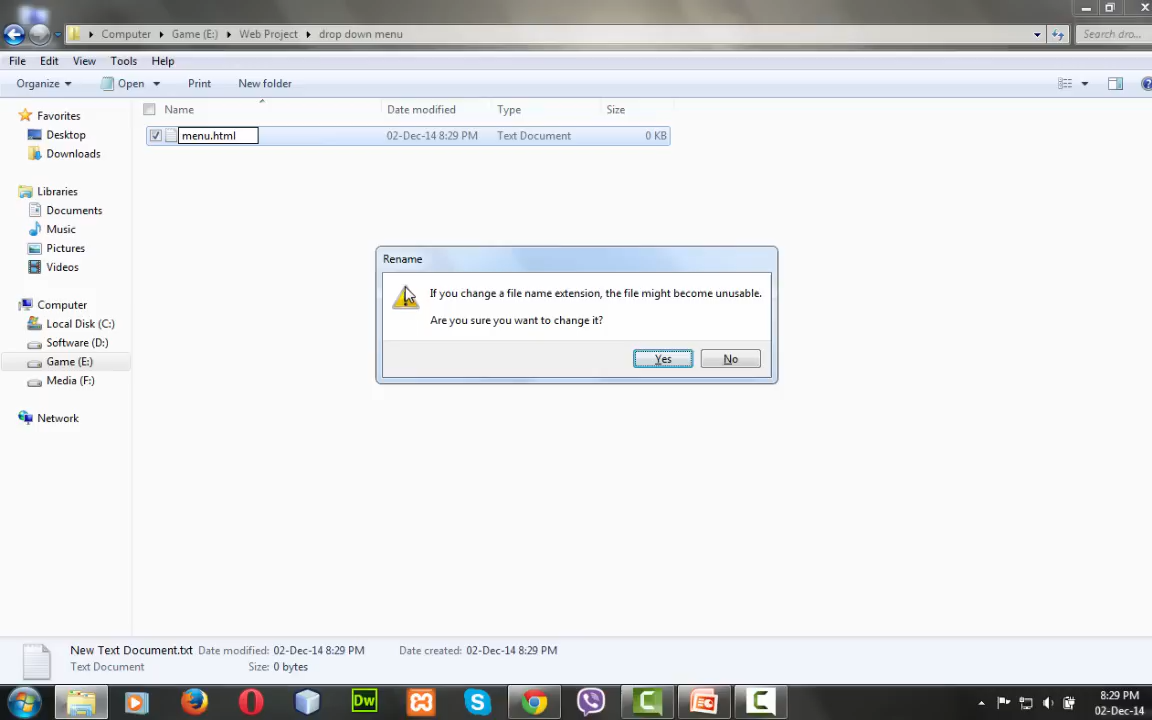 Computer Game (E:) Web Project drop down menu Search dro...
File Edit View Tools Help
Organize Open Print New folder
Name Date modified Type Size
menu.html 02-Dec-14 8:29 PM Text Document 0 KB
Favorites
Desktop
Downloads
Libraries
Documents
Music
Pictures
Videos
Computer
Local Disk (C:)
Software (D:)
Game (E:)
Media (F:)
Network
Rename
If you change a file name extension, the file might become unusable.
Are you sure you want to change it?
Yes No
New Text Document.txt Date modified: 02-Dec-14 8:29 PM Date created: 02-Dec-14 8:29 PM
Text Document Size: 0 bytes
Dw
8:29 PM
02-Dec-14